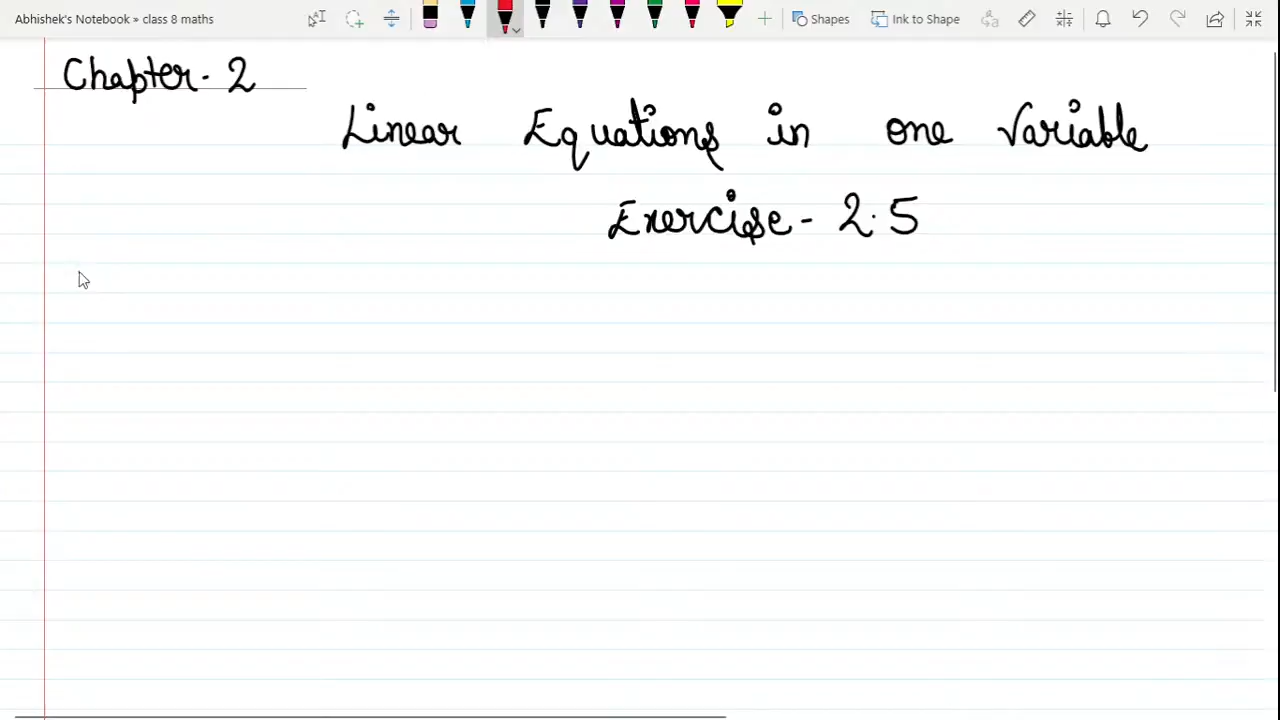 Abhishek's Notebook » class 8 maths
Shapes
Ink to Shape
Chapter - 2
Linear Equations in one Variable
Exercise - 2.5